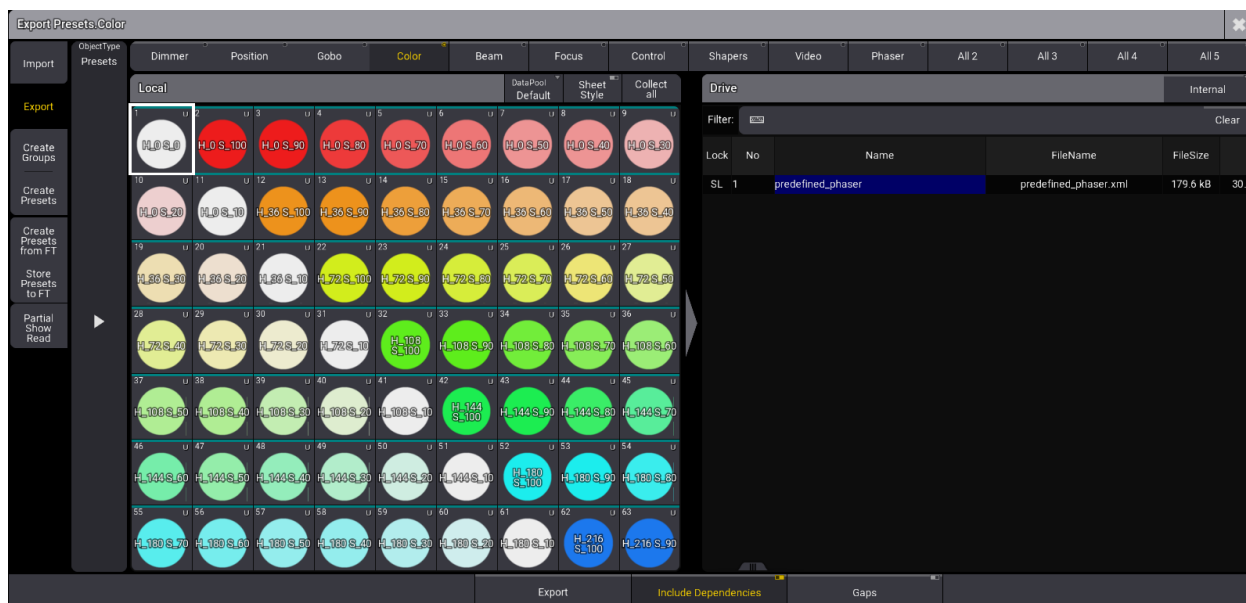 Export Presets.Color
Import
ObjectType
Presets
Dimmer
Position
Gobo
Color
Beam
Focus
Control
Shapers
Video
Phaser
All 2
All 3
All 4
All 5
Export
Create
Groups
Create
Presets
Create
Presets
from FT
Store
Presets
to FT
Partial
Show
Read
Local
DataPool
Default
Sheet
Style
Collect
all
1 U 2 U 3 U 4 U 5 U 6 U 7 U 8 U 9 U
H_0 S_0 H_0 S_100 H_0 S_90 H_0 S_80 H_0 S_70 H_0 S_60 H_0 S_50 H_0 S_40 H_0 S_30
10 U 11 U 12 U 13 U 14 U 15 U 16 U 17 U 18 U
H_0 S_20 H_0 S_10 H_36 S_100 H_36 S_90 H_36 S_80 H_36 S_70 H_36 S_60 H_36 S_50 H_36 S_40
19 U 20 U 21 U 22 U 23 U 24 U 25 U 26 U 27 U
H_36 S_30 H_36 S_20 H_36 S_10 H_72 S_100 H_72 S_90 H_72 S_80 H_72 S_70 H_72 S_60 H_72 S_50
28 U 29 U 30 U 31 U 32 U 33 U 34 U 35 U 36 U
H_72 S_40 H_72 S_30 H_72 S_20 H_72 S_10 H_108 S_100 H_108 S_90 H_108 S_80 H_108 S_70 H_108 S_60
37 U 38 U 39 U 40 U 41 U 42 U 43 U 44 U 45 U
H_108 S_50 H_108 S_40 H_108 S_30 H_108 S_20 H_108 S_10 H_144 S_100 H_144 S_90 H_144 S_80 H_144 S_70
46 U 47 U 48 U 49 U 50 U 51 U 52 U 53 U 54 U
H_144 S_60 H_144 S_50 H_144 S_40 H_144 S_30 H_144 S_20 H_144 S_10 H_180 S_100 H_180 S_90 H_180 S_80
55 U 56 U 57 U 58 U 59 U 60 U 61 U 62 U 63 U
H_180 S_70 H_180 S_60 H_180 S_50 H_180 S_40 H_180 S_30 H_180 S_20 H_180 S_10 H_216 S_100 H_216 S_90
Drive
Internal
Filter:
Clear
Lock No Name FileName FileSize
SL 1 predefined_phaser predefined_phaser.xml 179.6 kB 30.
Export
Include Dependencies
Gaps